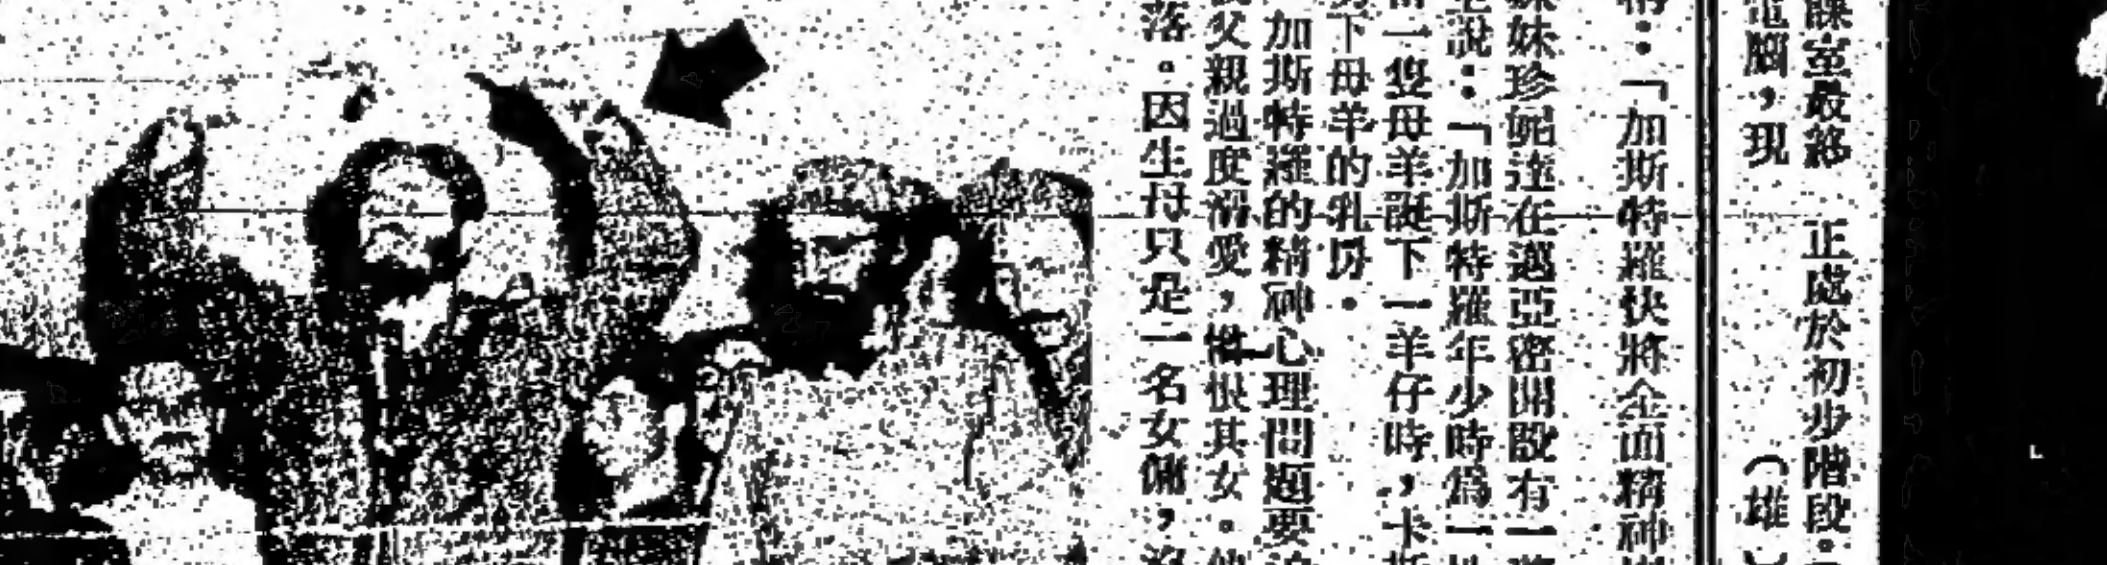 課室最終　正處於初步階段。
電腦，現　（雄）
：「加斯特羅快將全面精神
妹妹珍妮達在邁亞密開設有一
說：「加斯特羅年少時爲一
一隻母羊誕下一羊仔時，卡斯
下母羊的乳房。
加斯特羅的精神心理問題要追
父親過度溺愛，憎恨其女。他
落。因生母只是一名女傭，沒